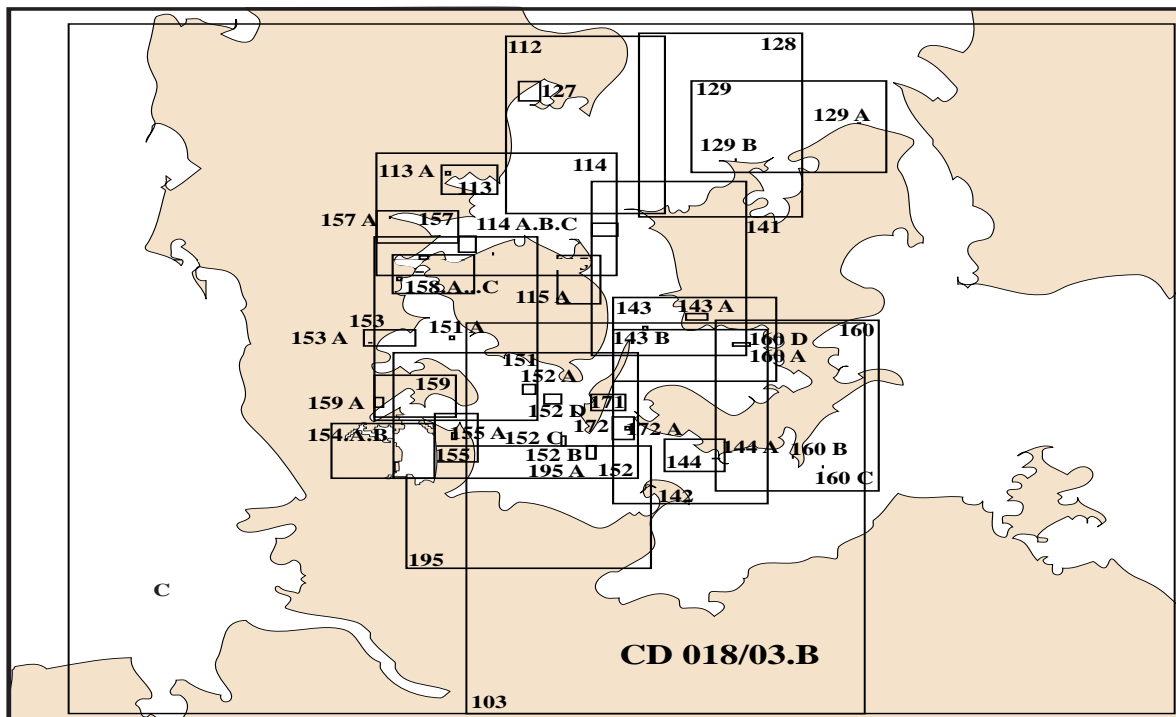 112
128
127
129
129 A
129 B
113 A
114
113
157 A
157
114 A.B.C
141
158.A...C
115 A
143
143 A
153
153 A
151 A
143 B
160
160 D
160 A
151
152 A
159
171
159 A
152 D
172
172 A
154.A.B.
155 A
152 C
155
152 B
144 A
160 B
144
195 A
152
160 C
142
195
C
CD 018/03.B
103